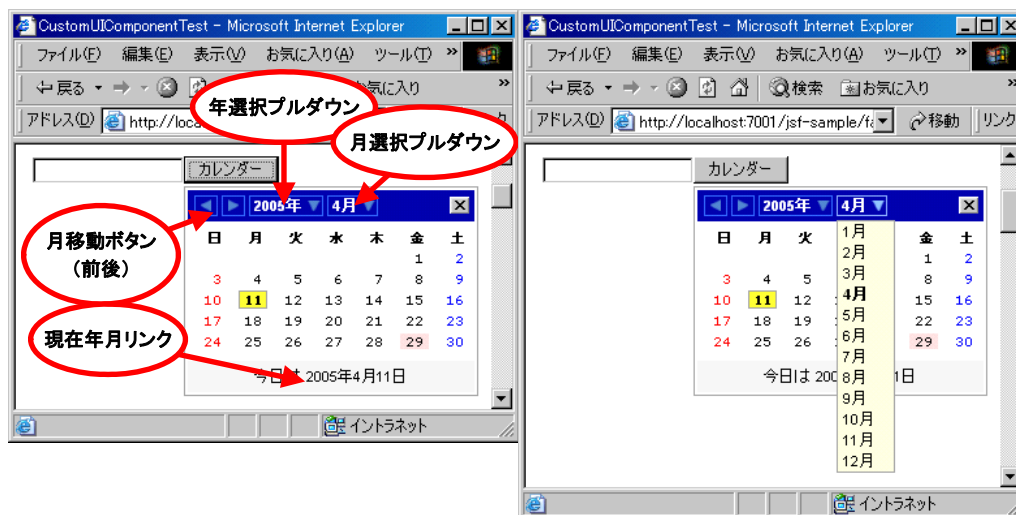 CustomUIComponentTest - Microsoft Internet Explorer
ファイル(F) 編集(E) 表示(V) お気に入り(A) ツール(T) »
戻る お気に入り »
アドレス(D) http://loca
年選択プルダウン
月選択プルダウン
カレンダー
2005年 4月
日 月 火 水 木 金 土
1 2
3 4 5 6 7 8 9
10 11 12 13 14 15 16
17 18 19 20 21 22 23
24 25 26 27 28 29 30
今日は 2005年4月11日
月移動ボタン
(前後)
現在年月リンク
イントラネット
CustomUIComponentTest - Microsoft Internet Explorer
ファイル(F) 編集(E) 表示(V) お気に入り(A) ツール(T) »
戻る 検索 お気に入り »
アドレス(D) http://localhost:7001/jsf-sample/fa 移動 リンク
カレンダー
2005年 4月
日 月 火 金 土
1 2
3 4 5 8 9
10 11 12 15 16
17 18 19 22 23
24 25 26 29 30
今日は 200 1日
1月
2月
3月
4月
5月
6月
7月
8月
9月
10月
11月
12月
イントラネット